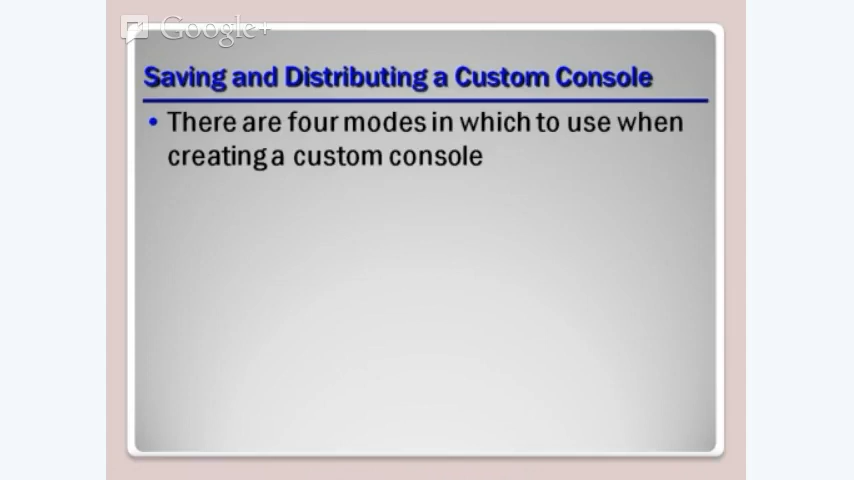 Google+
Saving and Distributing a Custom Console
• There are four modes in which to use when
creating a custom console